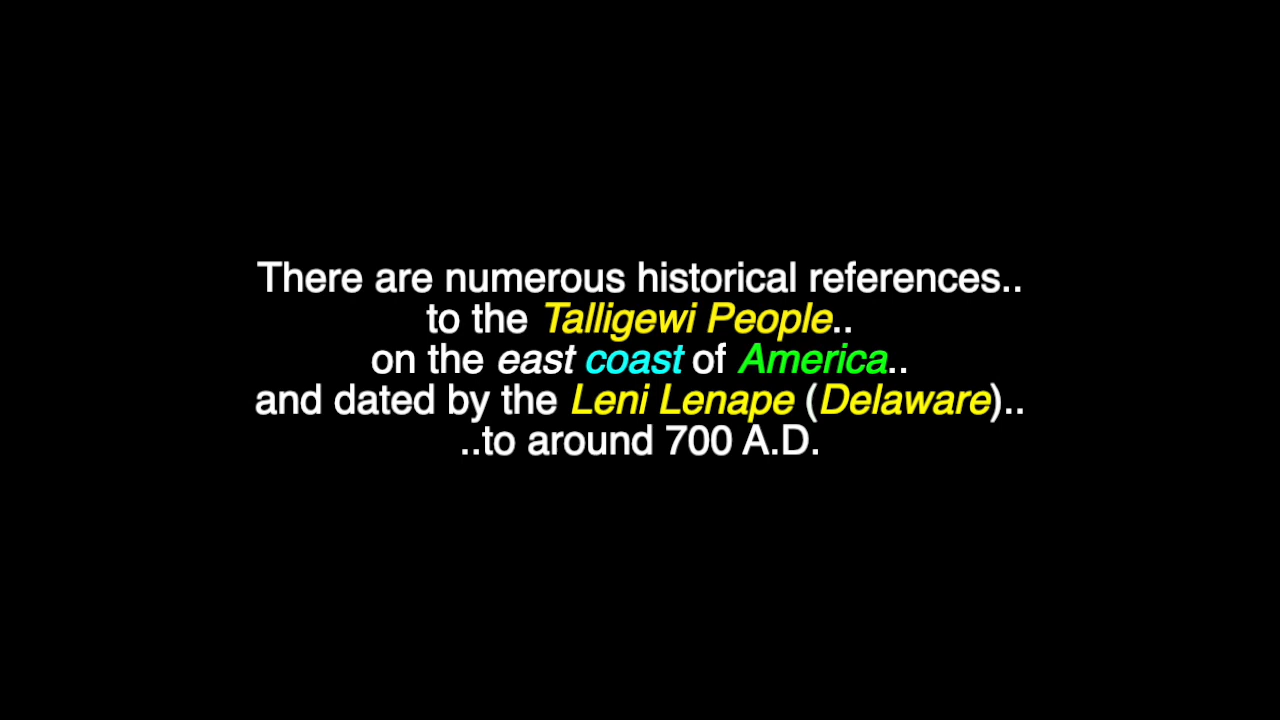 There are numerous historical references..
to the Talligewi People..
on the east coast of America..
and dated by the Leni Lenape (Delaware)..
..to around 700 A.D.